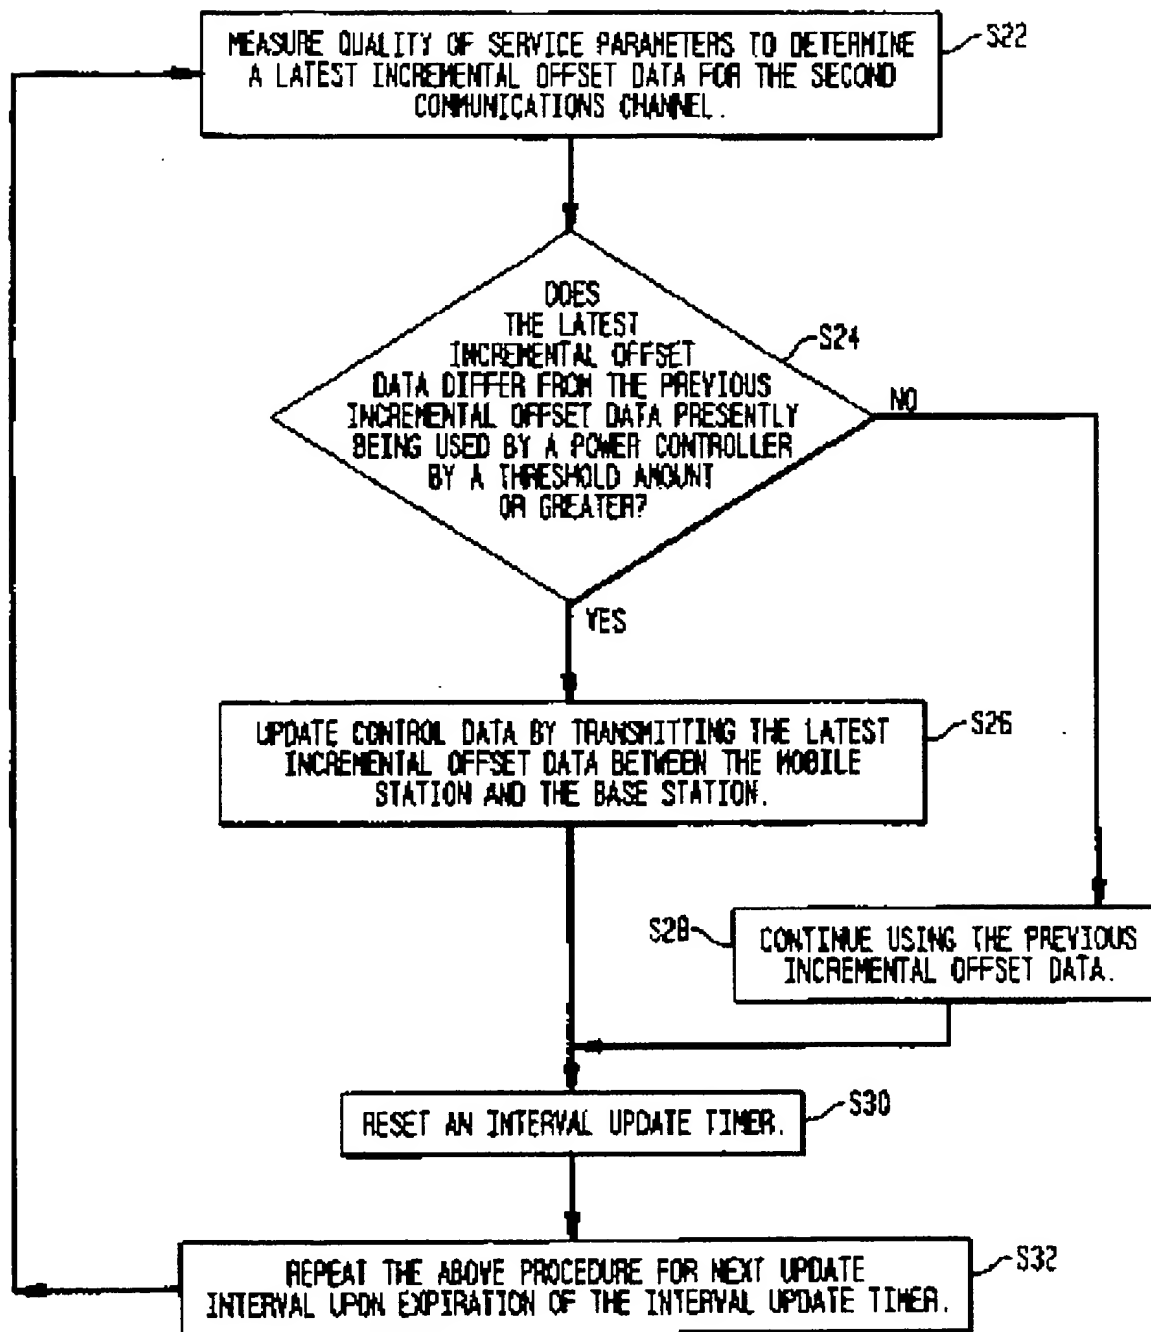 MEASURE QUALITY OF SERVICE PARAMETERS TO DETERMINE
A LATEST INCREMENTAL OFFSET DATA FOR THE SECOND
COMMUNICATIONS CHANNEL.
S22
DOES
THE LATEST
INCREMENTAL OFFSET
DATA DIFFER FROM THE PREVIOUS
INCREMENTAL OFFSET DATA PRESENTLY
BEING USED BY A POWER CONTROLLER
BY A THRESHOLD AMOUNT
OR GREATER?
S24
NO
YES
UPDATE CONTROL DATA BY TRANSMITTING THE LATEST
INCREMENTAL OFFSET DATA BETWEEN THE MOBILE
STATION AND THE BASE STATION.
S26
S28
CONTINUE USING THE PREVIOUS
INCREMENTAL OFFSET DATA.
RESET AN INTERVAL UPDATE TIMER.
S30
REPEAT THE ABOVE PROCEDURE FOR NEXT UPDATE
INTERVAL UPON EXPIRATION OF THE INTERVAL UPDATE TIMER.
S32